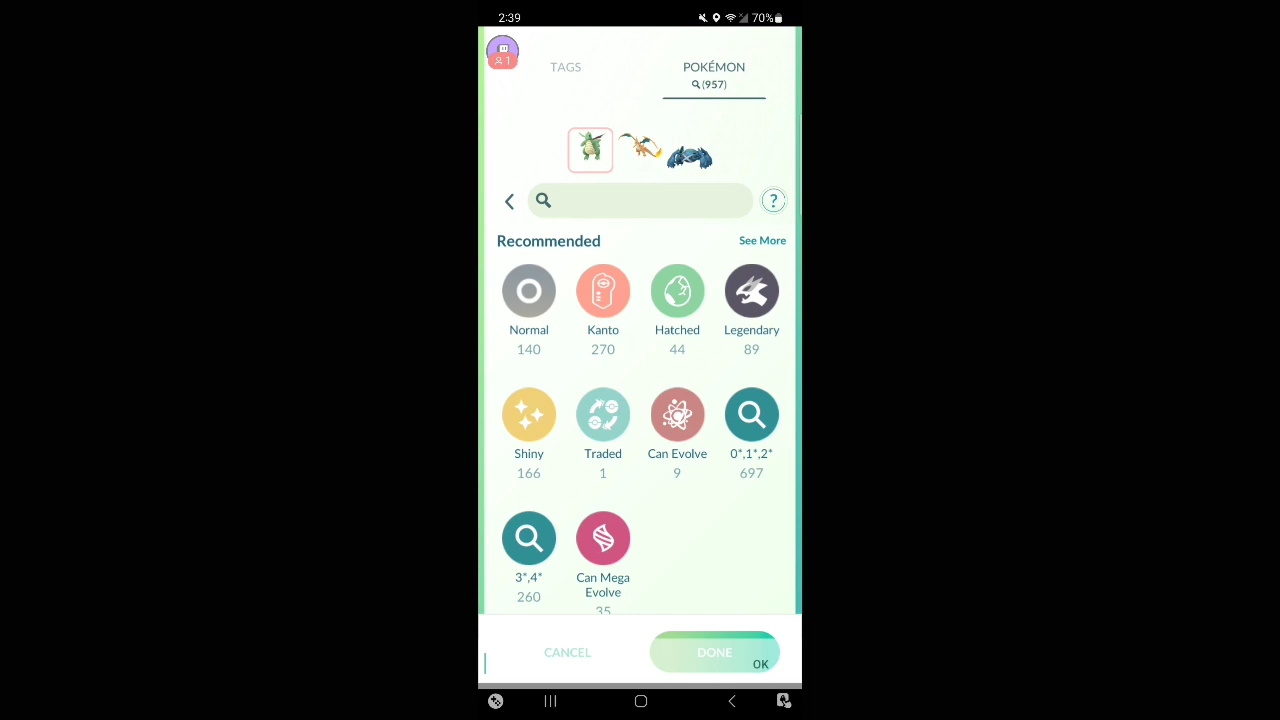 2:39
70%
1
TAGS
POKÉMON
(957)
?
Recommended
See More
Normal
Kanto
Hatched
Legendary
140
270
44
89
Shiny
Traded
Can Evolve
0*,1*,2*
166
1
9
697
3*,4*
Can Mega
Evolve
260
35
CANCEL
DONE
OK